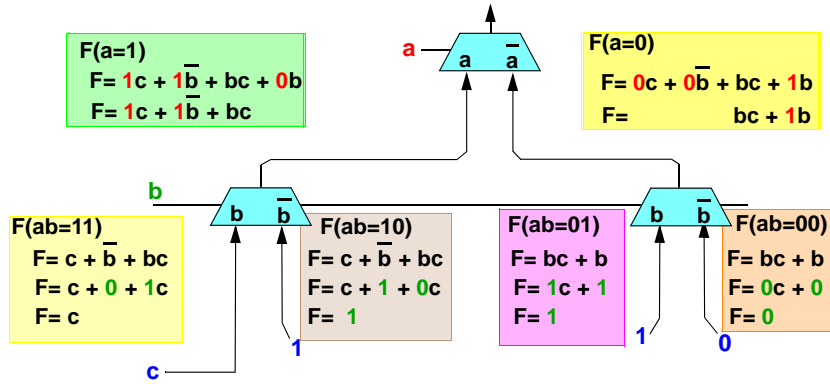 F(a=1)
F= 1c + 1b̅ + bc + 0b
F= 1c + 1b̅ + bc
a
a a̅
F(a=0)
F= 0c + 0b̅ + bc + 1b
F= bc + 1b
b
b b̅
b b̅
F(ab=11)
F= c + b̅ + bc
F= c + 0 + 1c
F= c
F(ab=10)
F= c + b̅ + bc
F= c + 1 + 0c
F= 1
F(ab=01)
F= bc + b
F= 1c + 1
F= 1
F(ab=00)
F= bc + b
F= 0c + 0
F= 0
c
1
1
0